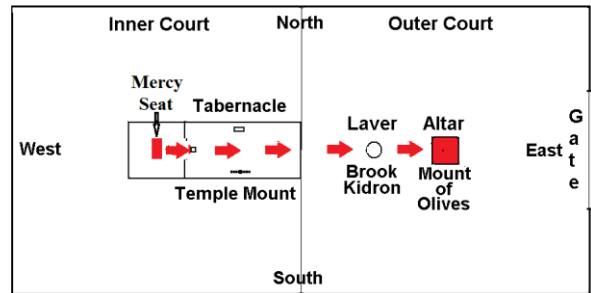 Inner Court
North
Outer Court
Mercy
Seat
Tabernacle
Laver
Altar
West
East
Gate
Temple Mount
Brook
Kidron
Mount
of
Olives
South